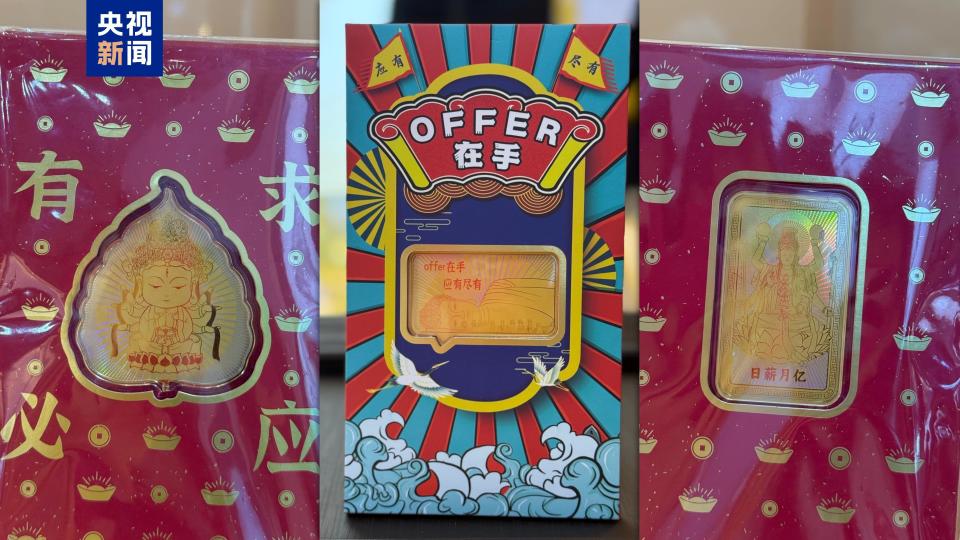 央视
新闻
有
求
必
应
应有
尽有
OFFER
在手
offer在手
应有尽有
日薪月亿